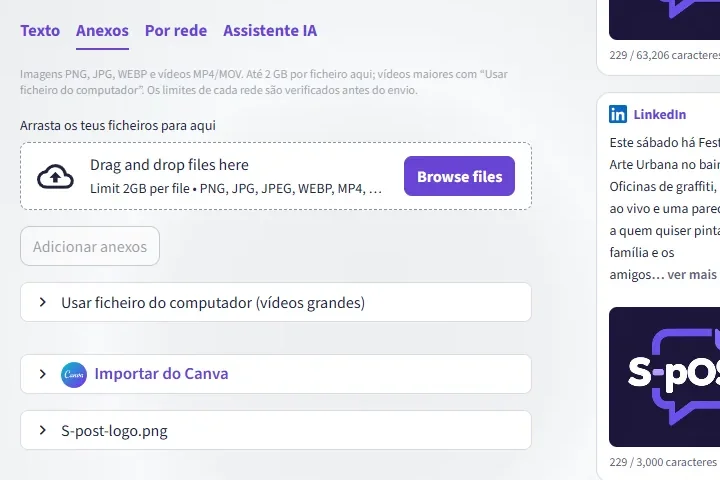 Texto Anexos Por rede Assistente IA
Imagens PNG, JPG, WEBP e vídeos MP4/MOV. Até 2 GB por ficheiro aqui; vídeos maiores com “Usar
ficheiro do computador”. Os limites de cada rede são verificados antes do envio.
Arrasta os teus ficheiros para aqui
Drag and drop files here
Limit 2GB per file • PNG, JPG, JPEG, WEBP, MP4, …
Browse files
Adicionar anexos
Usar ficheiro do computador (vídeos grandes)
Canva
Importar do Canva
S-post-logo.png
229 / 63,206 caracteres
in LinkedIn
Este sábado há Fest
Arte Urbana no bair
Oficinas de graffiti,
ao vivo e uma pared
a quem quiser pinta
família e os
amigos… ver mais
S-pOS
229 / 3,000 caracteres